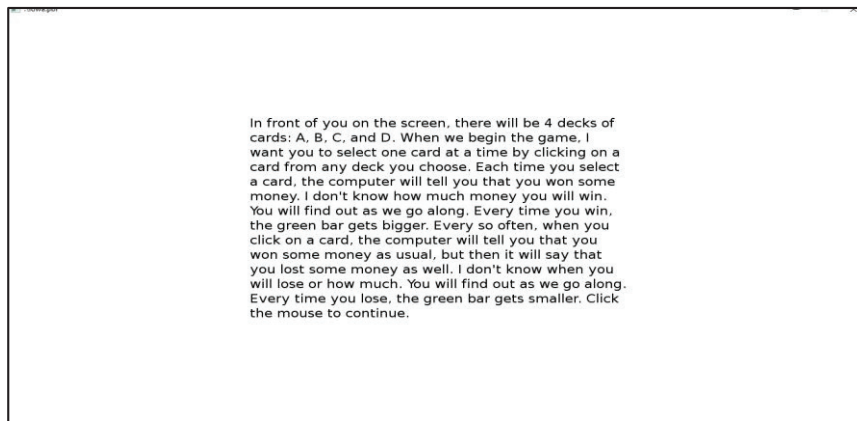 In front of you on the screen, there will be 4 decks of
cards: A, B, C, and D. When we begin the game, I
want you to select one card at a time by clicking on a
card from any deck you choose. Each time you select
a card, the computer will tell you that you won some
money. I don't know how much money you will win.
You will find out as we go along. Every time you win,
the green bar gets bigger. Every so often, when you
click on a card, the computer will tell you that you
won some money as usual, but then it will say that
you lost some money as well. I don't know when you
will lose or how much. You will find out as we go along.
Every time you lose, the green bar gets smaller. Click
the mouse to continue.